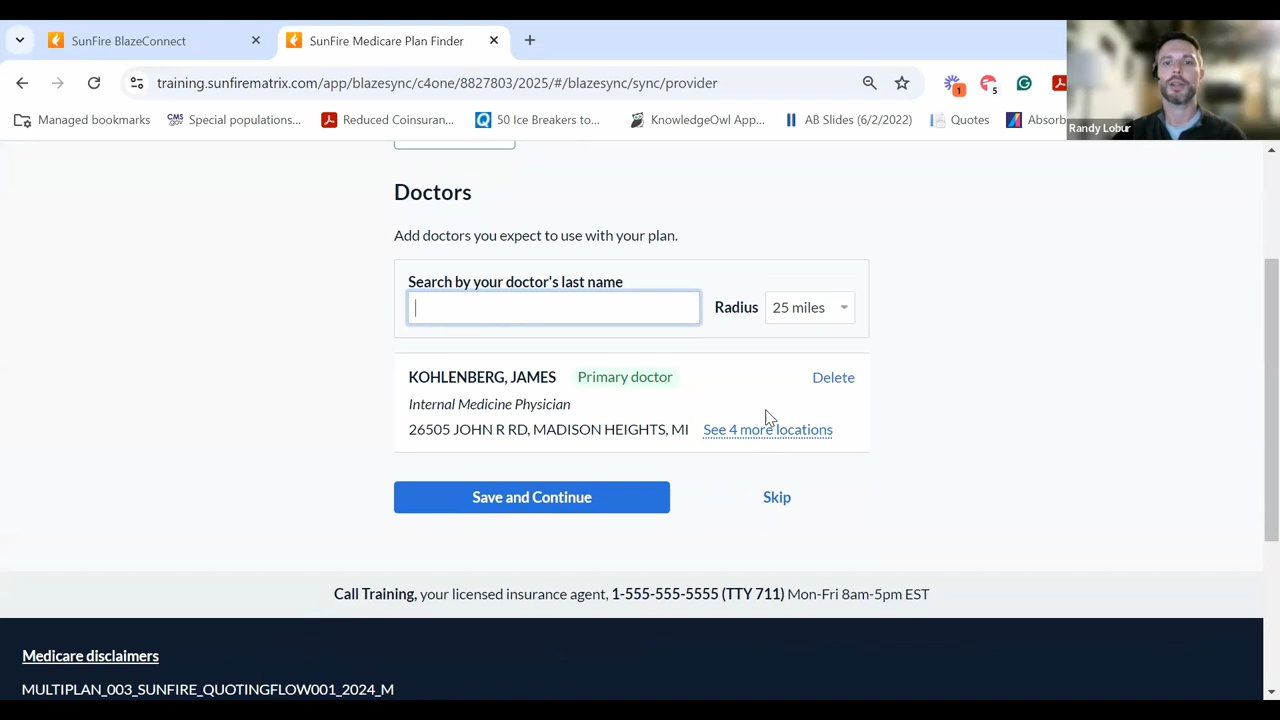 SunFire BlazeConnect
SunFire Medicare Plan Finder
training.sunfirematrix.com/app/blazesync/c4one/8827803/2025/#/blazesync/sync/provider
1
5
Managed bookmarks
CMS
Special populations...
Reduced Coinsuran...
50 Ice Breakers to...
KnowledgeOwl App...
AB Slides (6/2/2022)
Quotes
Absorb
Randy Lobur
Doctors
Add doctors you expect to use with your plan.
Search by your doctor's last name
Radius
25 miles
KOHLENBERG, JAMES
Primary doctor
Delete
Internal Medicine Physician
26505 JOHN R RD, MADISON HEIGHTS, MI
See 4 more locations
Save and Continue
Skip
Call Training, your licensed insurance agent, 1-555-555-5555 (TTY 711) Mon-Fri 8am-5pm EST
Medicare disclaimers
MULTIPLAN_003_SUNFIRE_QUOTINGFLOW001_2024_M